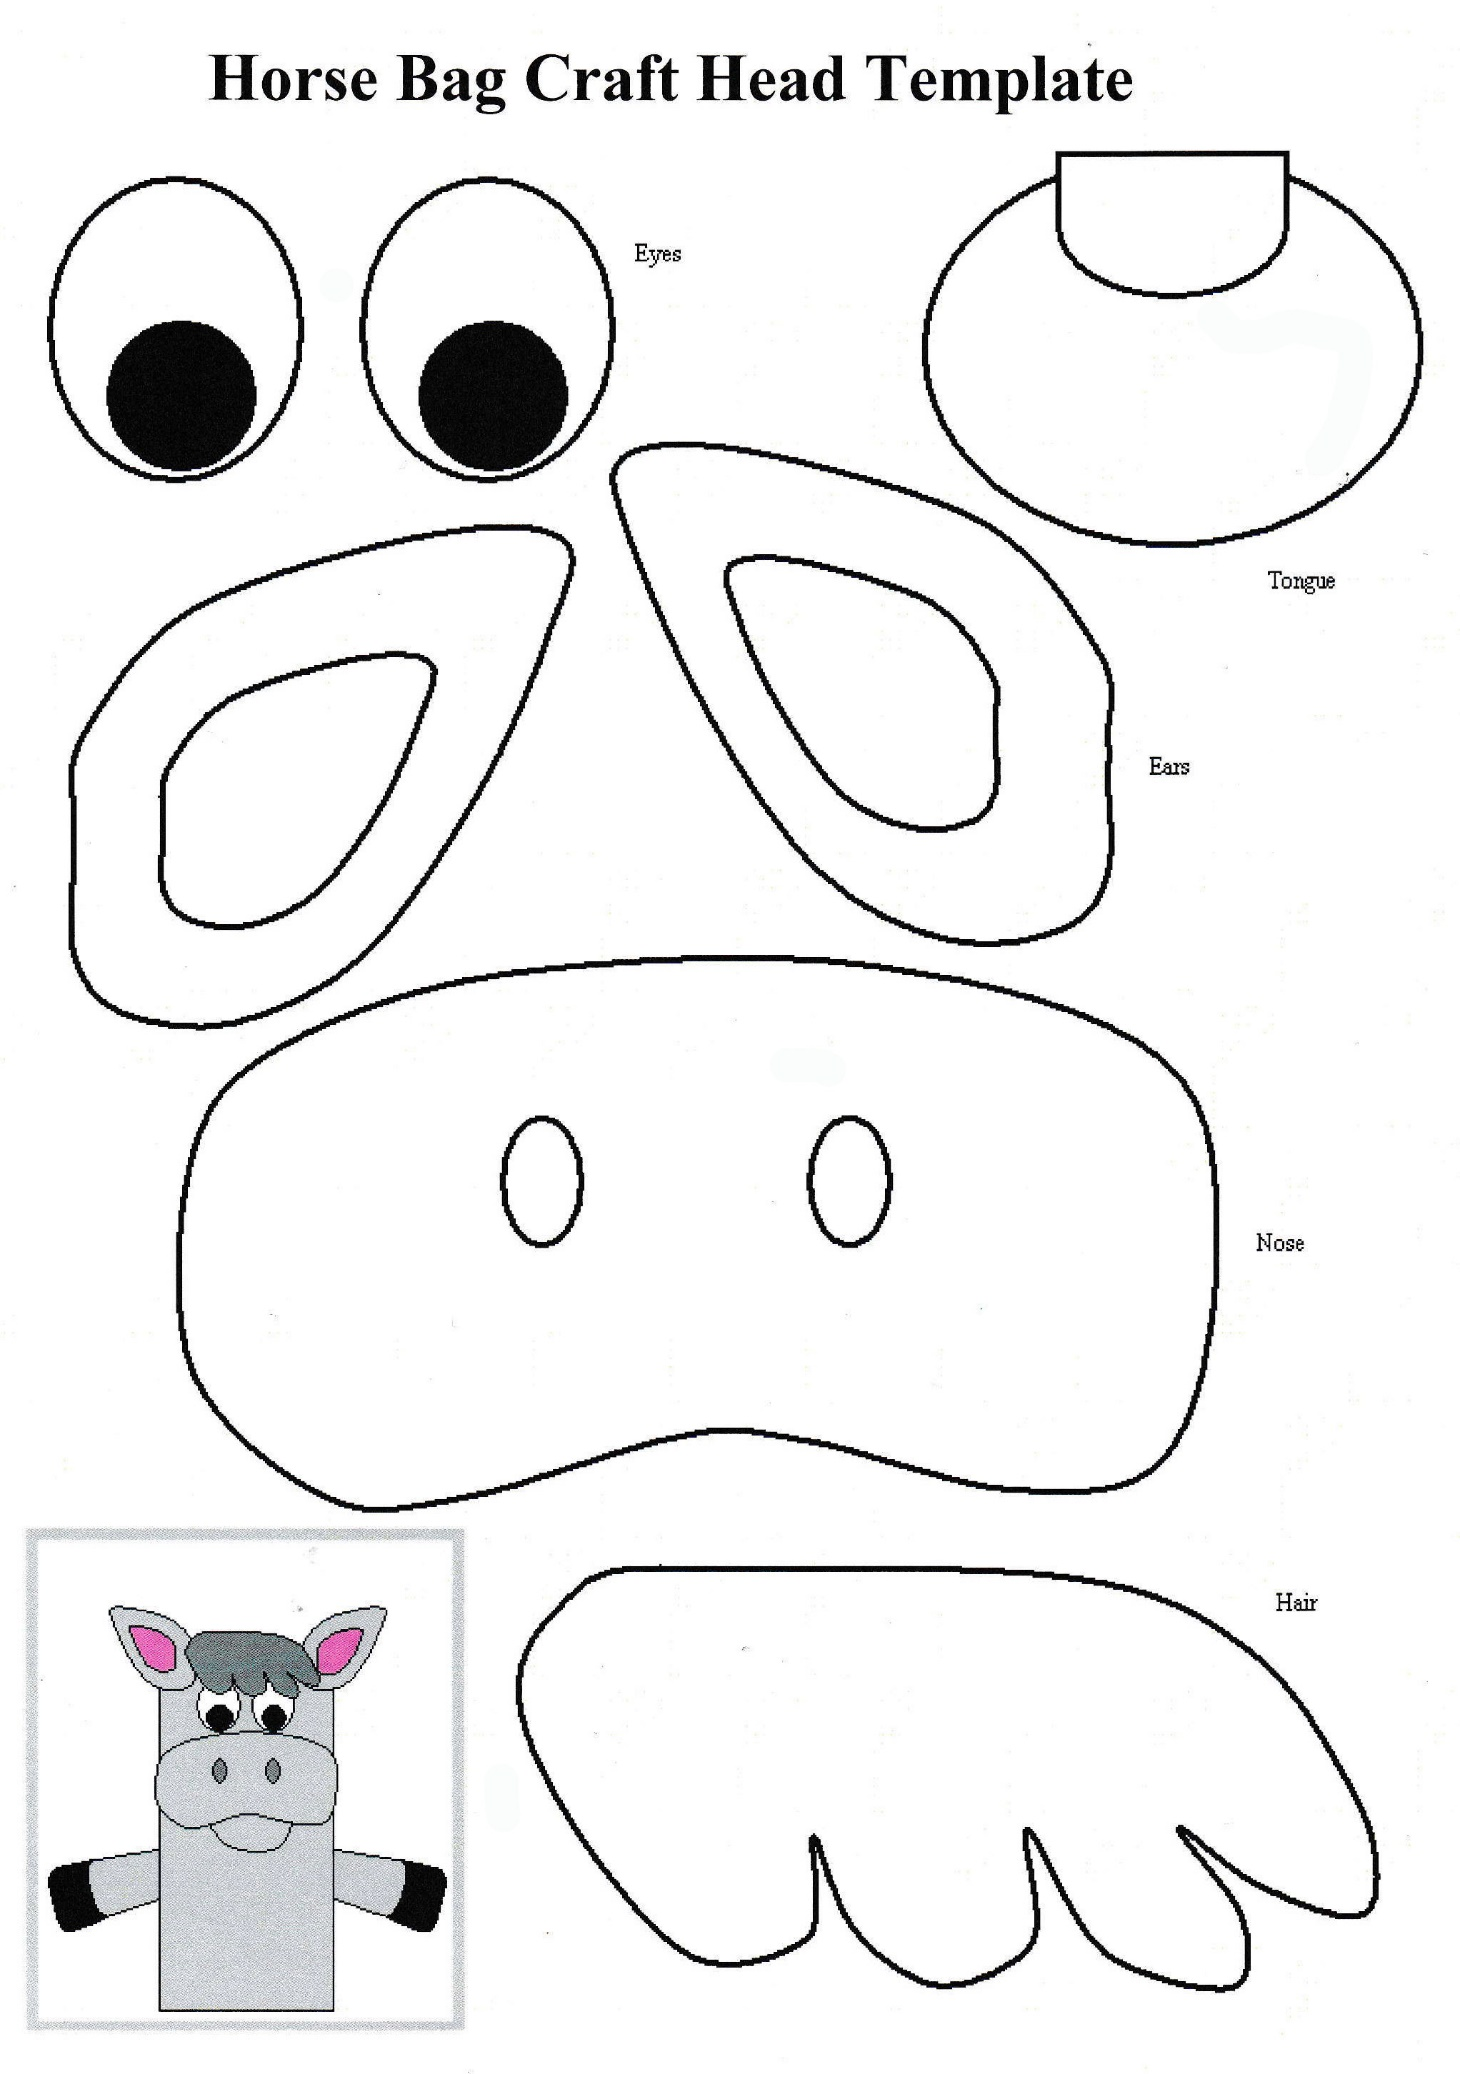 Horse Bag Craft Head Template
Eyes
Tongue
Ears
Nose
Hair